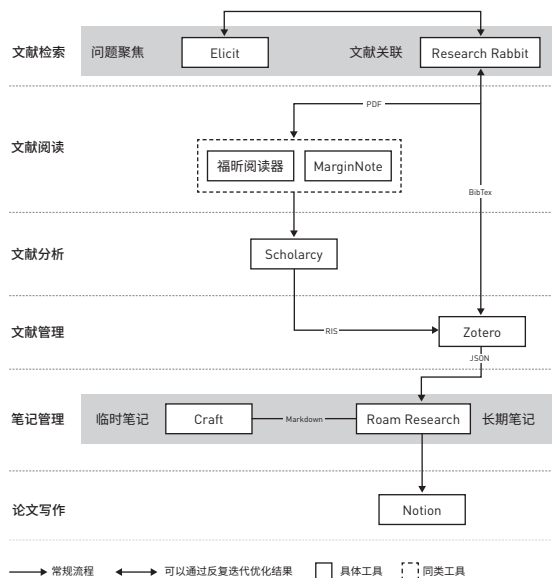 文献检索 问题聚焦 Elicit 文献关联 Research Rabbit
PDF
文献阅读
福昕阅读器 MarginNote
BibTex
文献分析 Scholarcy
文献管理 RIS Zotero
JSON
笔记管理 临时笔记 Craft Markdown Roam Research 长期笔记
论文写作 Notion
常规流程 可以通过反复迭代优化结果 具体工具 同类工具